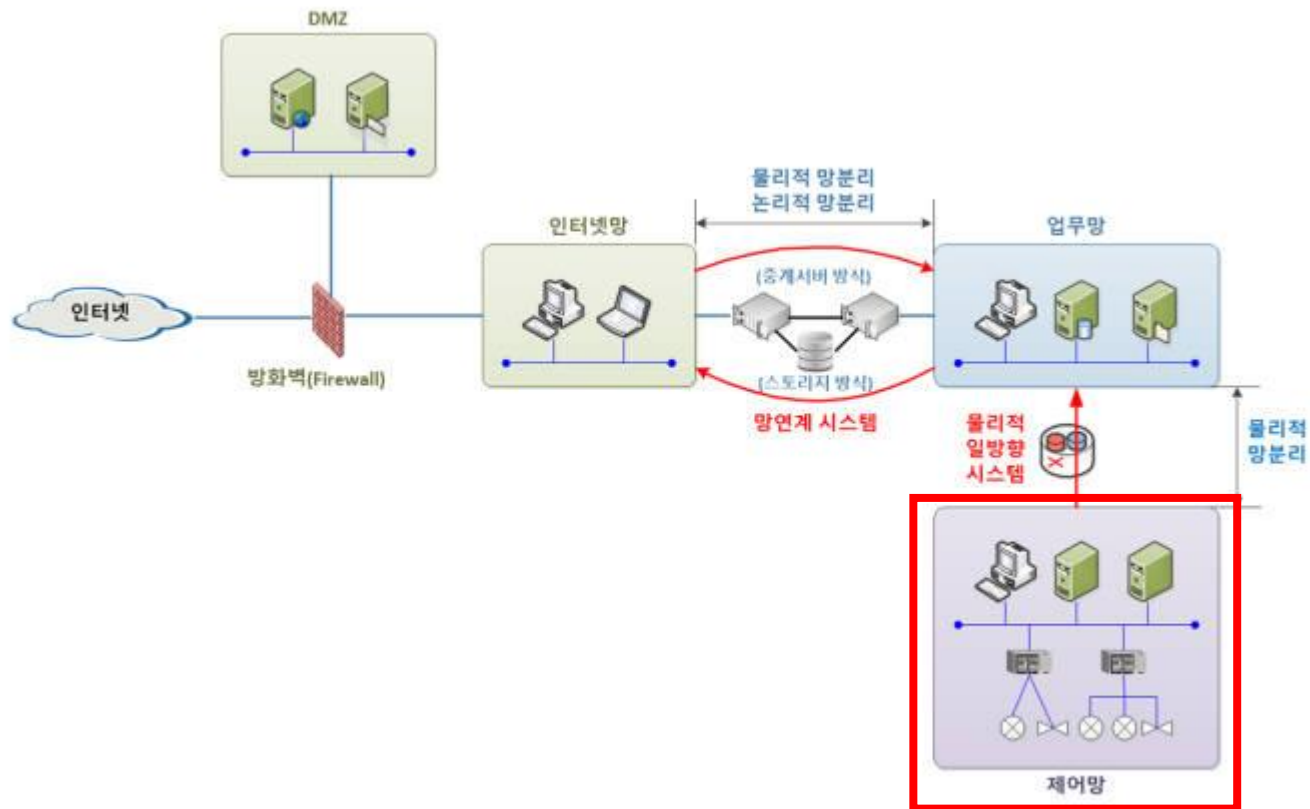 DMZ
물리적 망분리
논리적 망분리
인터넷망
업무망
(중계서버 방식)
인터넷
방화벽(Firewall)
(스토리지 방식)
망연계 시스템
물리적
일방향
시스템
물리적
망분리
제어망